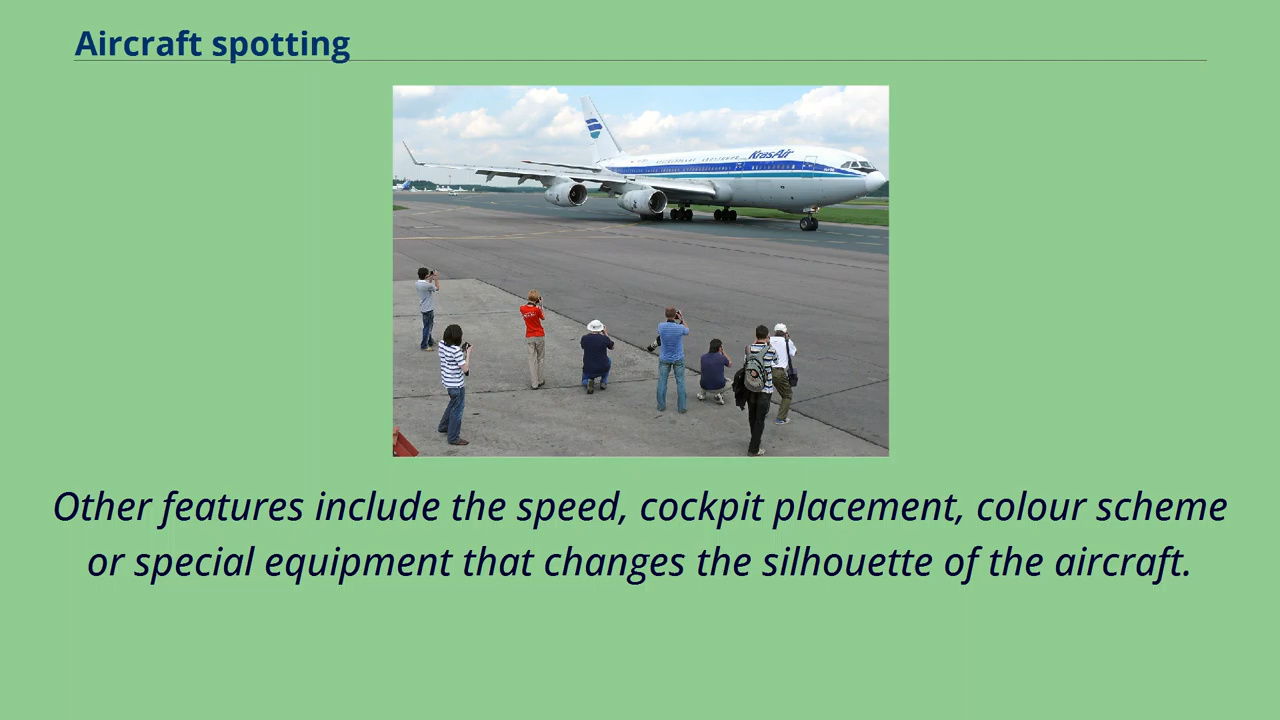 Aircraft spotting
KrasAir
Other features include the speed, cockpit placement, colour scheme
or special equipment that changes the silhouette of the aircraft.